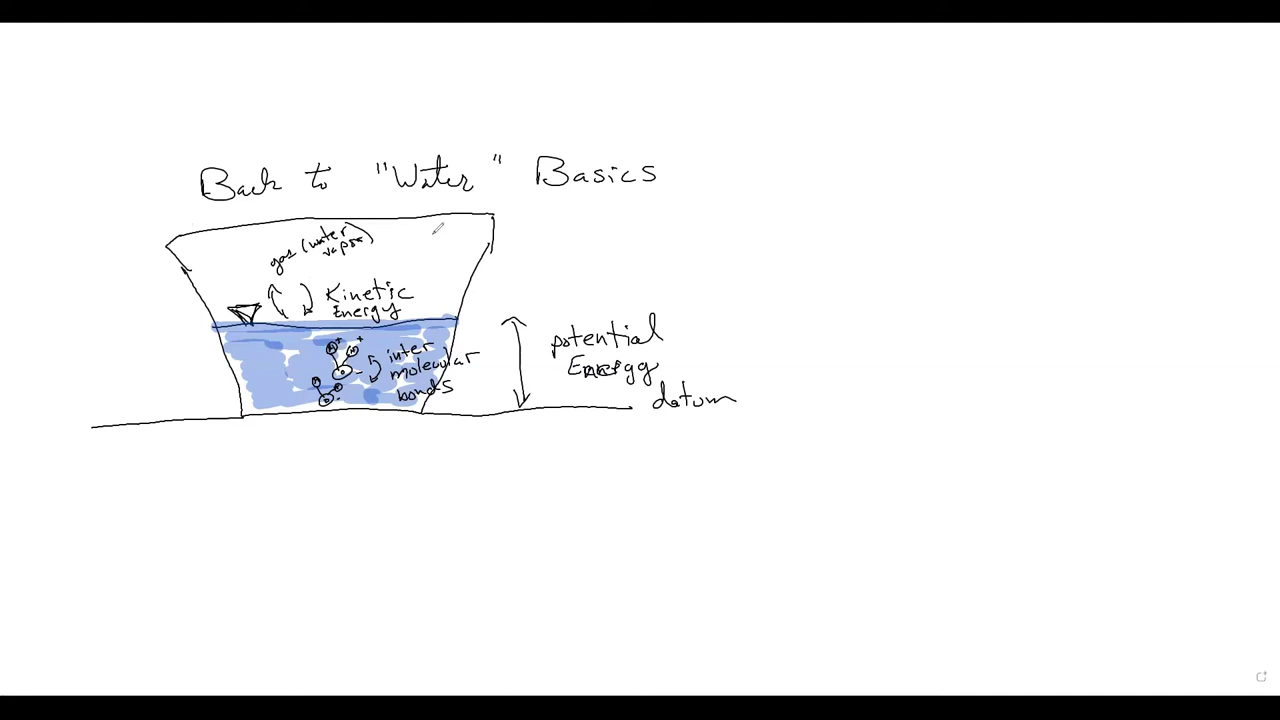 Back to "Water" Basics
gas (water
vapor)
Kinetic
Energy
H + H +
O -
H H
O -
inter
molecular
bonds
potential
Energy
datum